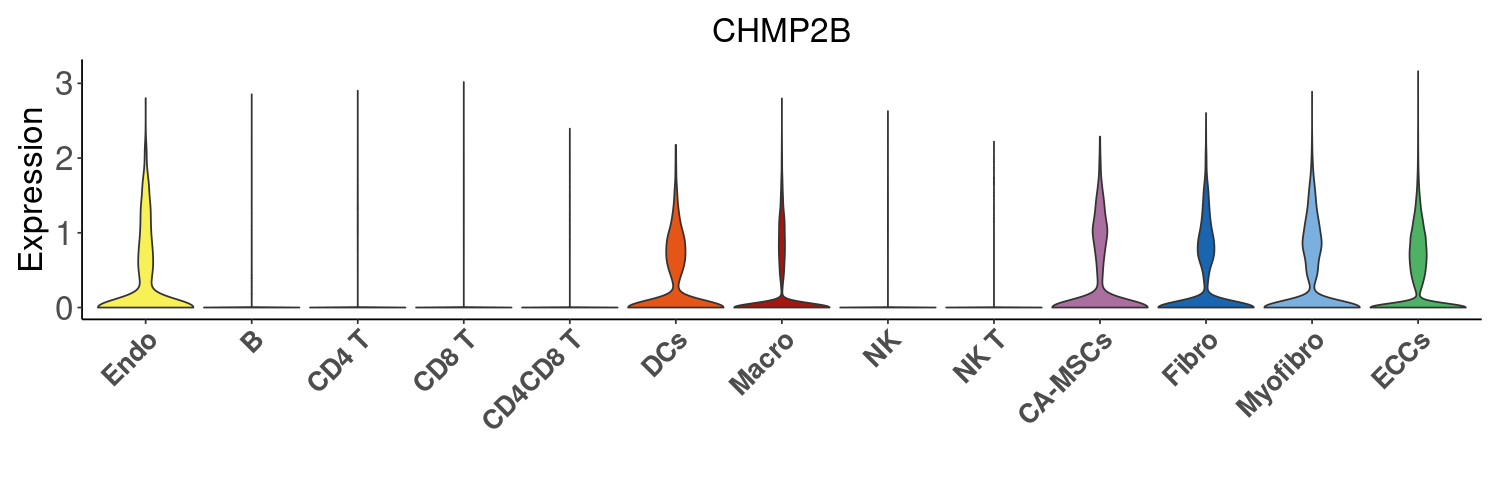 CHMP2B
Expression
3
2
1
0
Endo
B
CD4 T
CD8 T
CD4CD8 T
DCs
Macro
NK
NK T
CA-MSCs
Fibro
Myofibro
ECCs